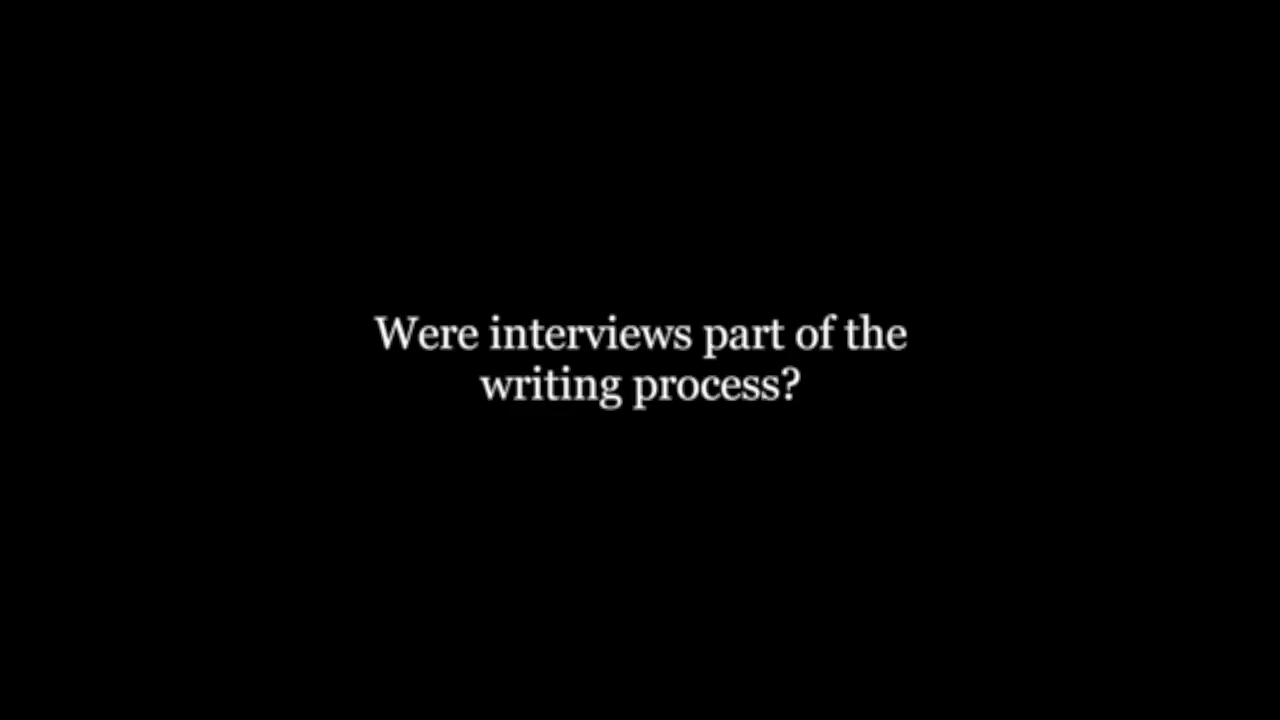 Were interviews part of the
writing process?